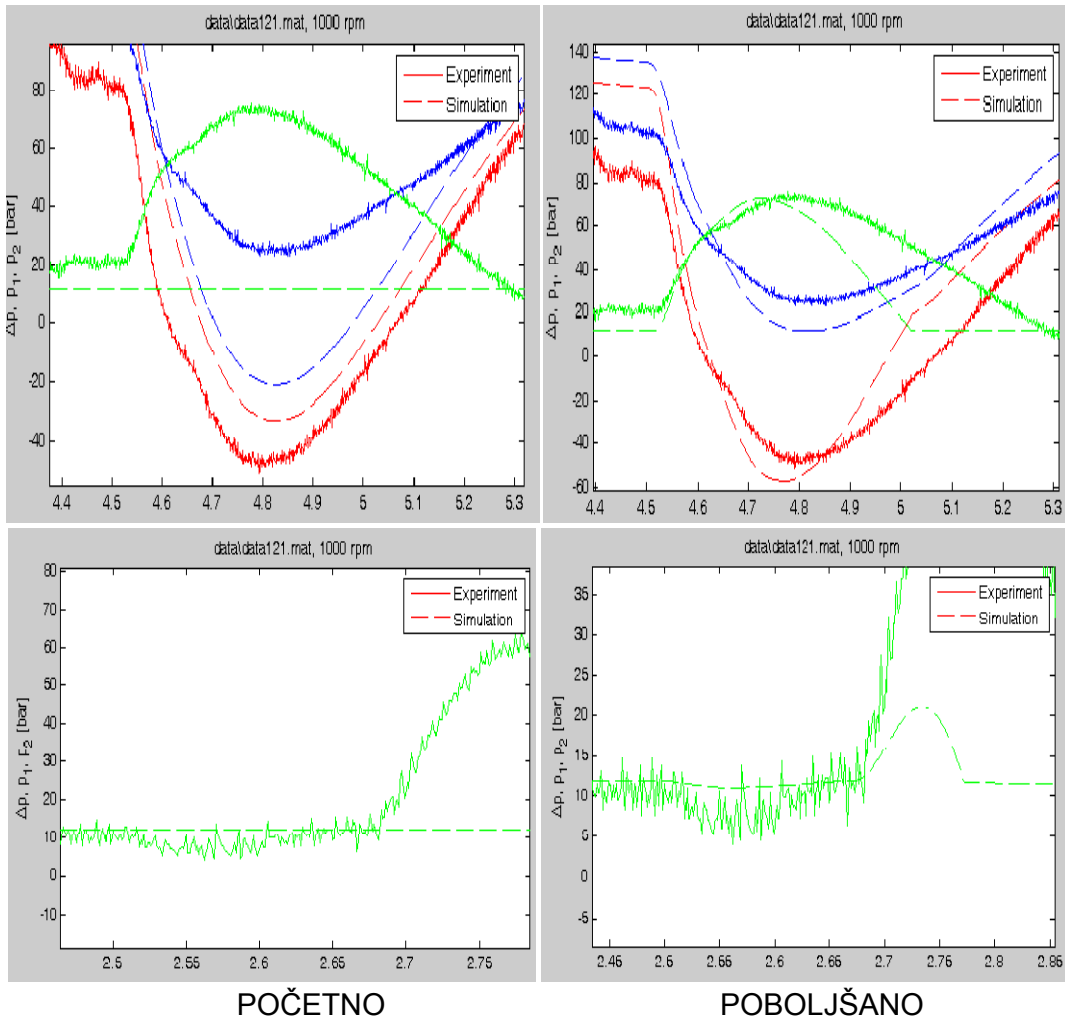 data\data121.mat, 1000 rpm
Experiment
Simulation
80
60
40
20
0
-20
-40
Δp, p₁, p₂ [bar]
4.4 4.5 4.6 4.7 4.8 4.9 5 5.1 5.2 5.3
data\data121.mat, 1000 rpm
Experiment
Simulation
140
120
100
80
60
40
20
0
-20
-40
-60
Δp, p₁, p₂ [bar]
4.4 4.5 4.6 4.7 4.8 4.9 5 5.1 5.2 5.3
data\data121.mat, 1000 rpm
Experiment
Simulation
80
70
60
50
40
30
20
10
0
-10
Δp, p₁, p₂ [bar]
2.5 2.55 2.6 2.65 2.7 2.75
data\data121.mat, 1000 rpm
Experiment
Simulation
35
30
25
20
15
10
5
0
-5
Δp, p₁, p₂ [bar]
2.45 2.5 2.55 2.6 2.65 2.7 2.75 2.8 2.85
POČETNO
POBOLJŠANO